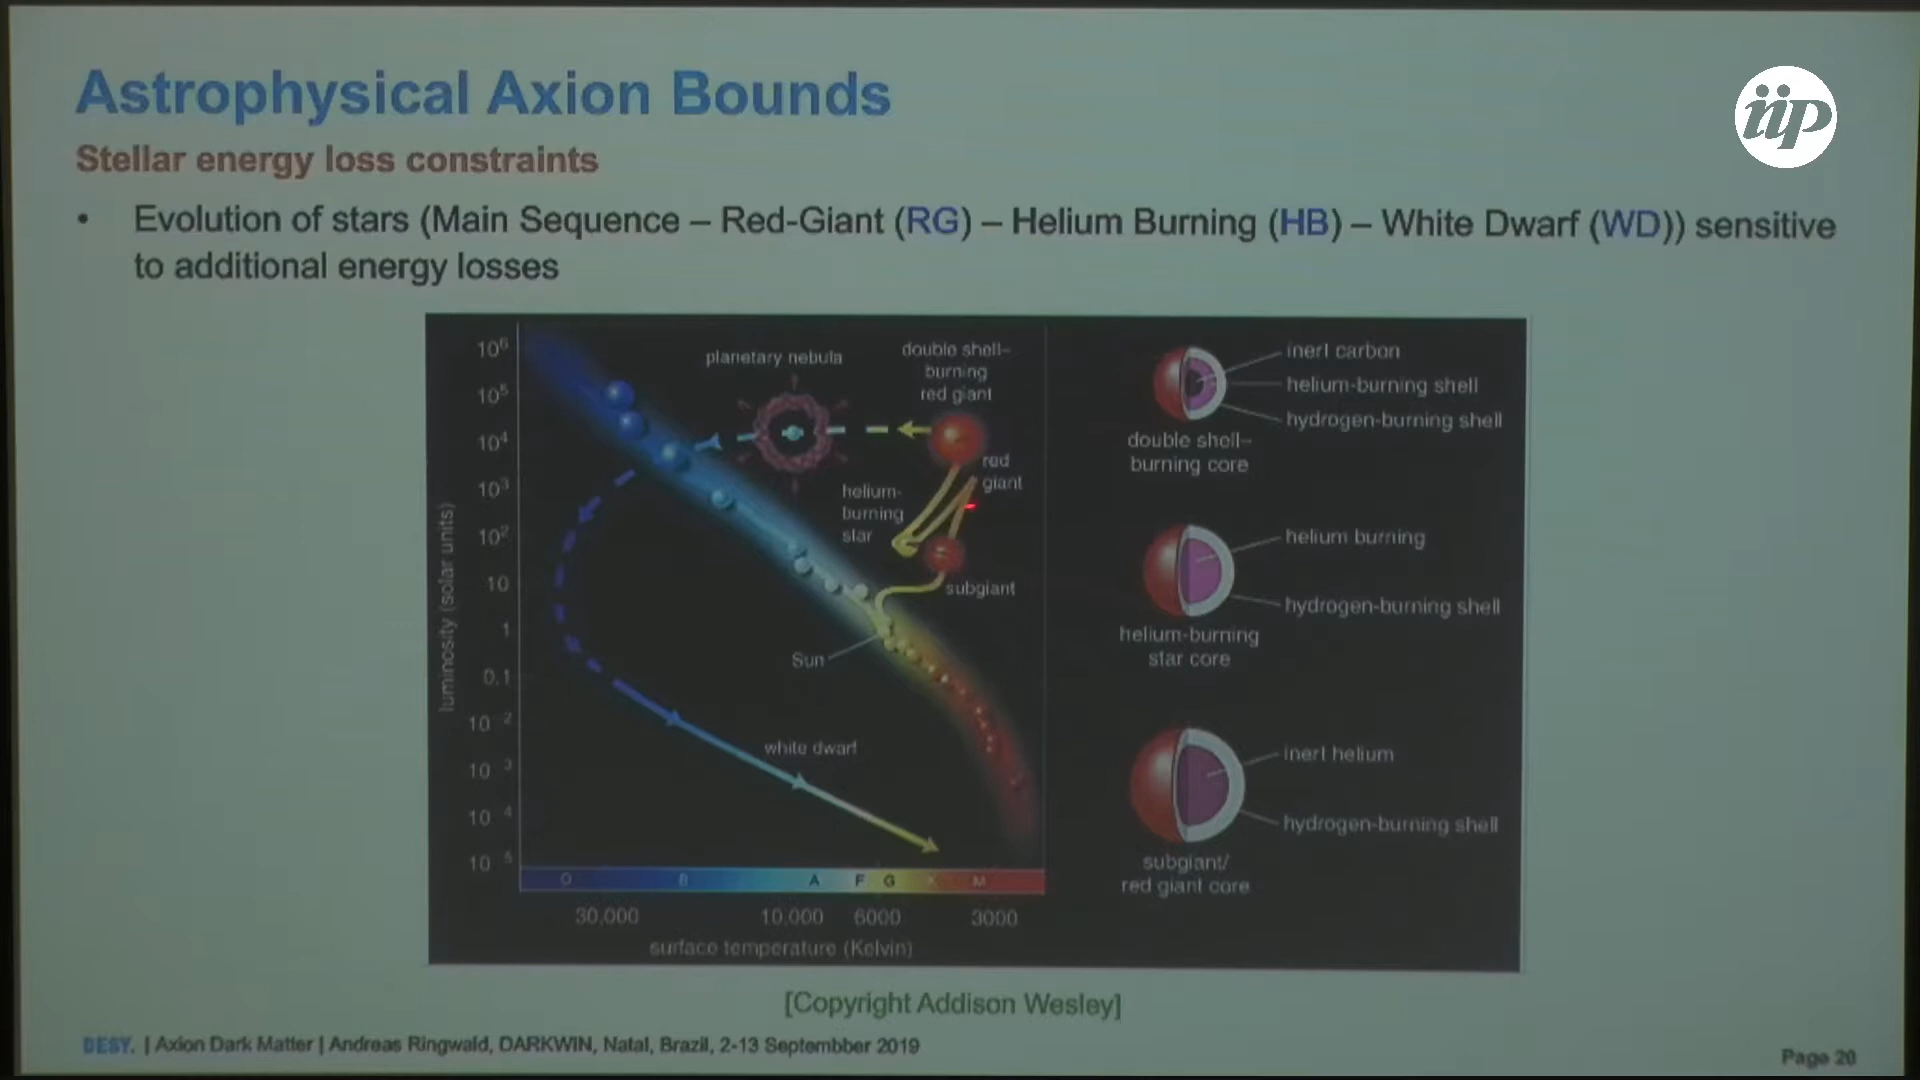 Astrophysical Axion Bounds
iip
Stellar energy loss constraints
• Evolution of stars (Main Sequence – Red-Giant (RG) – Helium Burning (HB) – White Dwarf (WD)) sensitive
to additional energy losses
luminosity (solar units)
10⁶
10⁵
10⁴
10³
10²
10
1
0.1
10⁻²
10⁻³
10⁻⁴
10⁻⁵
planetary nebula
double shell–
burning
red giant
red
giant
helium-
burning
star
subgiant
Sun
white dwarf
O B A F G K M
30,000 10,000 6000 3000
surface temperature (Kelvin)
inert carbon
helium-burning shell
hydrogen-burning shell
double shell–
burning core
helium burning
hydrogen-burning shell
helium-burning
star core
inert helium
hydrogen-burning shell
subgiant/
red giant core
[Copyright Addison Wesley]
DESY. | Axion Dark Matter | Andreas Ringwald, DARKWIN, Natal, Brazil, 2-13 Septembber 2019
Page 20